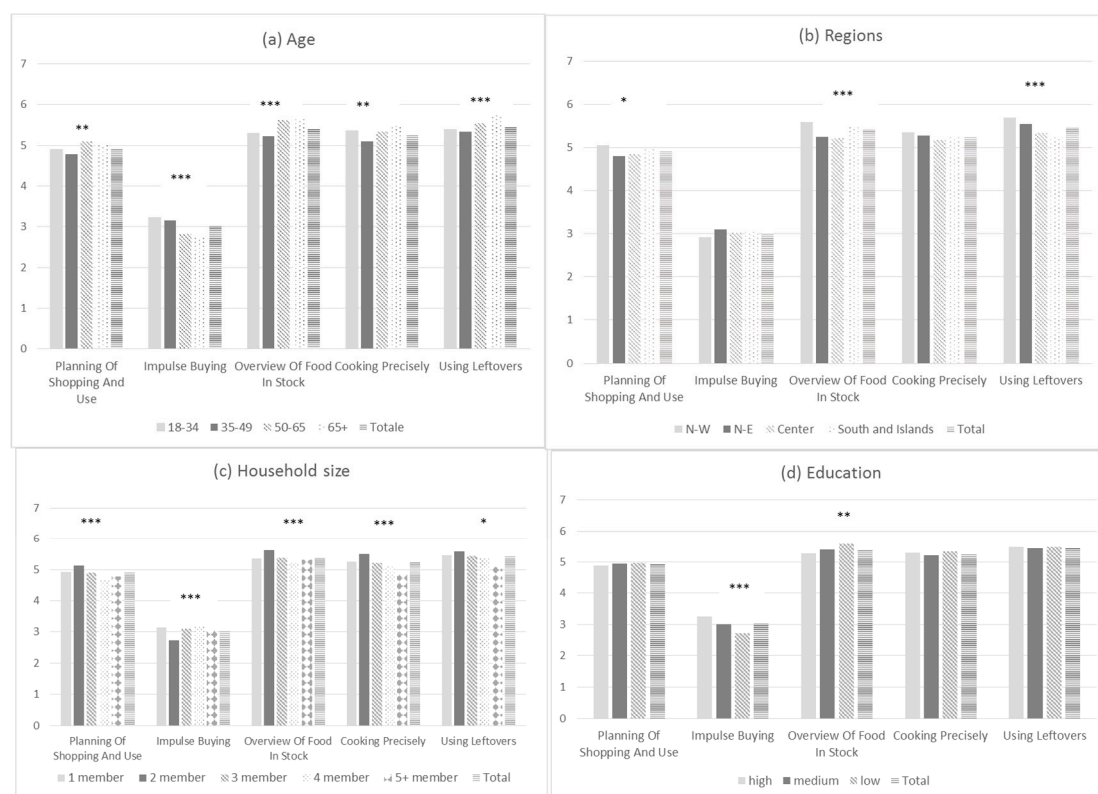 (a) Age
7
6
5
4
3
2
1
0
** *** *** ** ***
Planning Of Shopping And Use
Impulse Buying
Overview Of Food In Stock
Cooking Precisely
Using Leftovers
18-34 35-49 50-65 65+ Totale
(b) Regions
7
6
5
4
3
2
1
0
* *** ***
Planning Of Shopping And Use
Impulse Buying
Overview Of Food In Stock
Cooking Precisely
Using Leftovers
N-W N-E Center South and Islands Total
(c) Household size
7
6
5
4
3
2
1
0
*** *** *** *** *
Planning Of Shopping And Use
Impulse Buying
Overview Of Food In Stock
Cooking Precisely
Using Leftovers
1 member 2 member 3 member 4 member 5+ member Total
(d) Education
7
6
5
4
3
2
1
0
*** **
Planning Of Shopping And Use
Impulse Buying
Overview Of Food In Stock
Cooking Precisely
Using Leftovers
high medium low Total